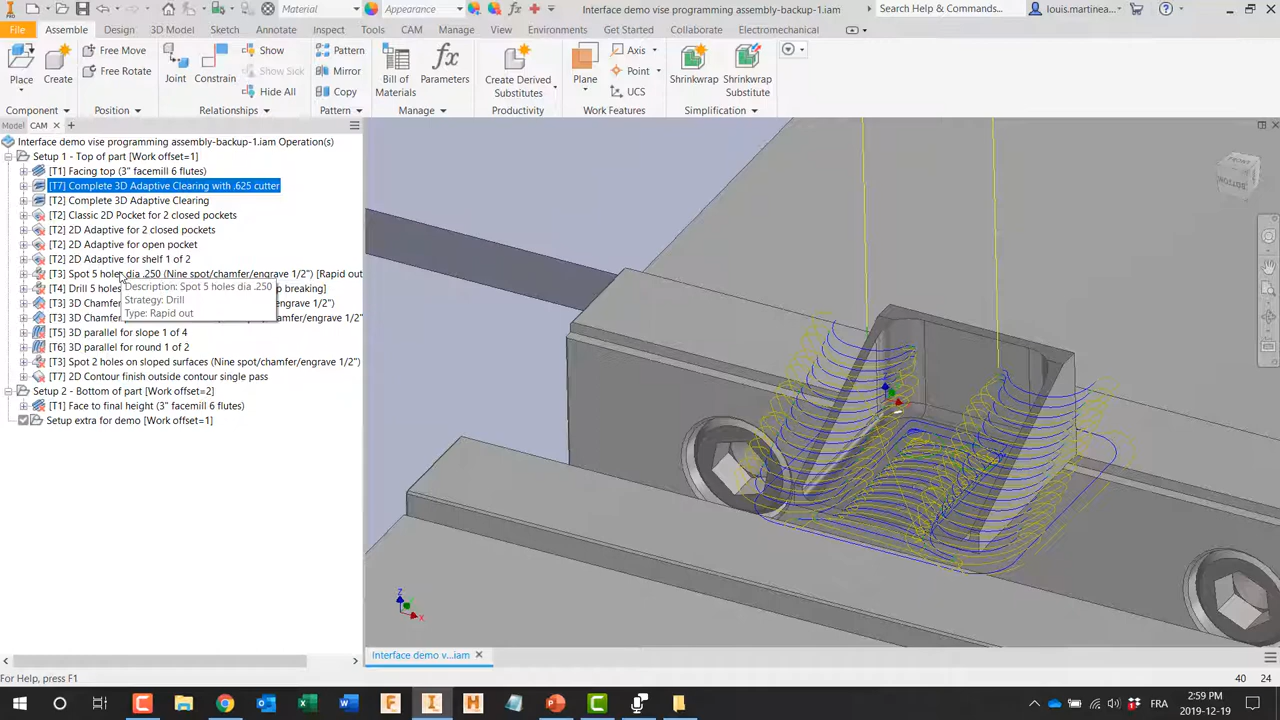 Material
Appearance
Interface demo vise programming assembly-backup-1.iam
Search Help & Commands...
louis.martinea...
PRO
File
Assemble
Design
3D Model
Sketch
Annotate
Inspect
Tools
CAM
Manage
View
Environments
Get Started
Collaborate
Electromechanical
Place
Create
Free Move
Free Rotate
Joint
Constrain
Show
Show Sick
Hide All
Pattern
Mirror
Copy
Bill of Materials
Parameters
Create Derived Substitutes
Plane
Axis
Point
UCS
Shrinkwrap
Shrinkwrap Substitute
Component
Position
Relationships
Pattern
Manage
Productivity
Work Features
Simplification
Model
CAM
Interface demo vise programming assembly-backup-1.iam Operation(s)
Setup 1 - Top of part [Work offset=1]
[T1] Facing top (3" facemill 6 flutes)
[T7] Complete 3D Adaptive Clearing with .625 cutter
[T2] Complete 3D Adaptive Clearing
[T2] Classic 2D Pocket for 2 closed pockets
[T2] 2D Adaptive for 2 closed pockets
[T2] 2D Adaptive for open pocket
[T2] 2D Adaptive for shelf 1 of 2
[T3] Spot 5 holes dia .250 (Nine spot/chamfer/engrave 1/2") [Rapid out
Description: Spot 5 holes dia .250
[T4] Drill 5 holes
p breaking]
Strategy: Drill
[T3] 3D Chamfe
r/engrave 1/2")
Type: Rapid out
[T3] 3D Chamfe
r/engrave 1/2")
[T5] 3D parallel for slope 1 of 4
[T6] 3D parallel for round 1 of 2
[T3] Spot 2 holes on sloped surfaces (Nine spot/chamfer/engrave 1/2")
[T7] 2D Contour finish outside contour single pass
Setup 2 - Bottom of part [Work offset=2]
[T1] Face to final height (3" facemill 6 flutes)
Setup extra for demo [Work offset=1]
Z
X
Interface demo v...iam
For Help, press F1
40
24
FRA
2:59 PM
2019-12-19